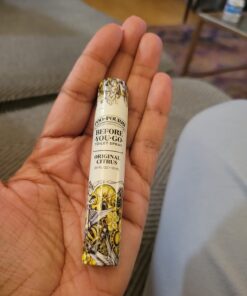 POO~POURRI
BEFORE
YOU•GO
TOILET SPRAY
ORIGINAL
CITRUS